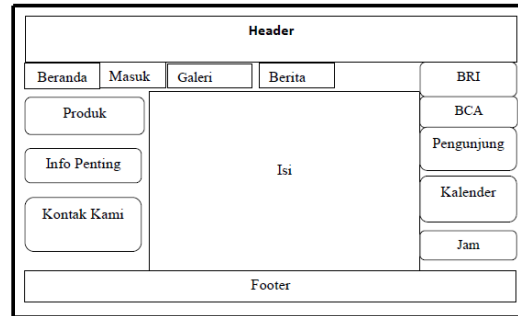 Header
Beranda Masuk Galeri Berita BRI
Produk BCA
Pengunjung
Info Penting Isi
Kalender
Kontak Kami
Jam
Footer